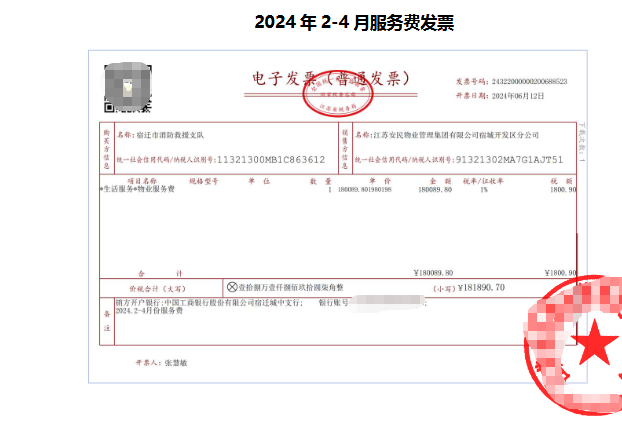 2024年2-4月服务费发票
电子发票（普通发票）
发票号码：24322000000200688523
开票日期：2024年06月12日
购买方信息
名称：宿迁市消防救援支队
统一社会信用代码/纳税人识别号：11321300MB1C863612
销售方信息
名称：江苏安民物业管理集团有限公司宿城开发区分公司
统一社会信用代码/纳税人识别号：91321302MA7G1AJT51
项目名称 规格型号 单位 数量 单价 金额 税率/征收率 税额
*生活服务*物业服务费 1 180089.801980198 180089.80 1% 1800.90
合计 ¥180089.80 ¥1800.90
价税合计（大写） ⊗壹拾捌万壹仟捌佰玖拾圆柒角整 （小写）¥181890.70
备注
销方开户银行：中国工商银行股份有限公司宿迁城中支行； 银行账号
2024.2-4月份服务费
开票人：张慧敏